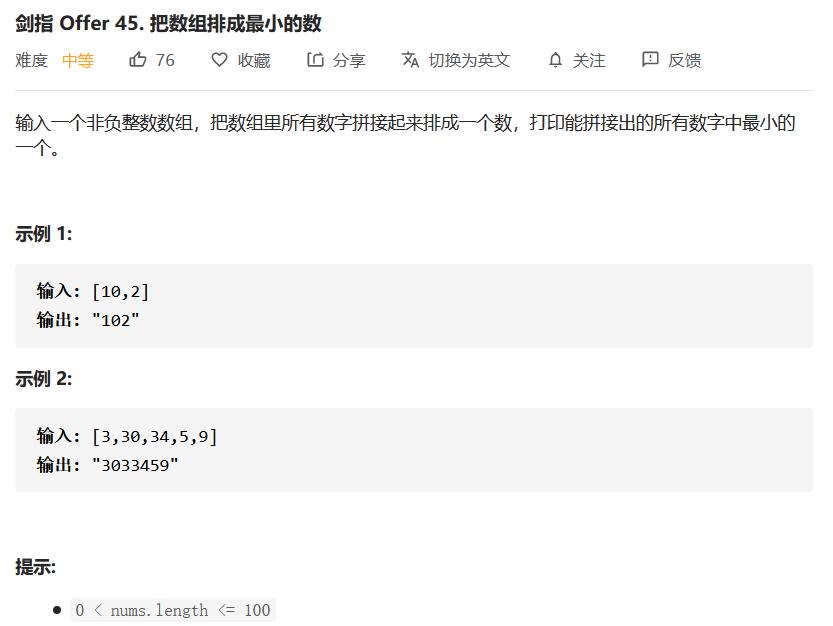 剑指 Offer 45. 把数组排成最小的数
难度 中等 76 收藏 分享 切换为英文 关注 反馈
输入一个非负整数数组，把数组里所有数字拼接起来排成一个数，打印能拼接出的所有数字中最小的
一个。
示例 1:
输入: [10,2]
输出: "102"
示例 2:
输入: [3,30,34,5,9]
输出: "3033459"
提示:
0 < nums.length <= 100